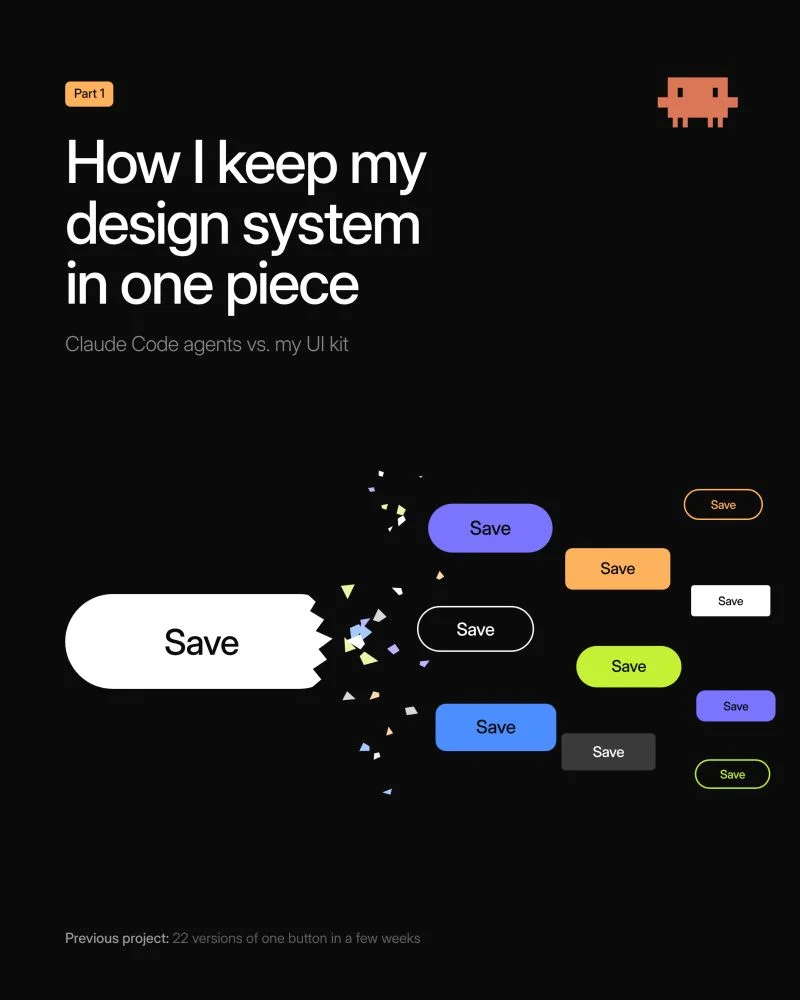 Part 1
How I keep my
design system
in one piece
Claude Code agents vs. my UI kit
Save
Save
Save
Save
Save
Save
Save
Save
Save
Save
Save
Previous project: 22 versions of one button in a few weeks